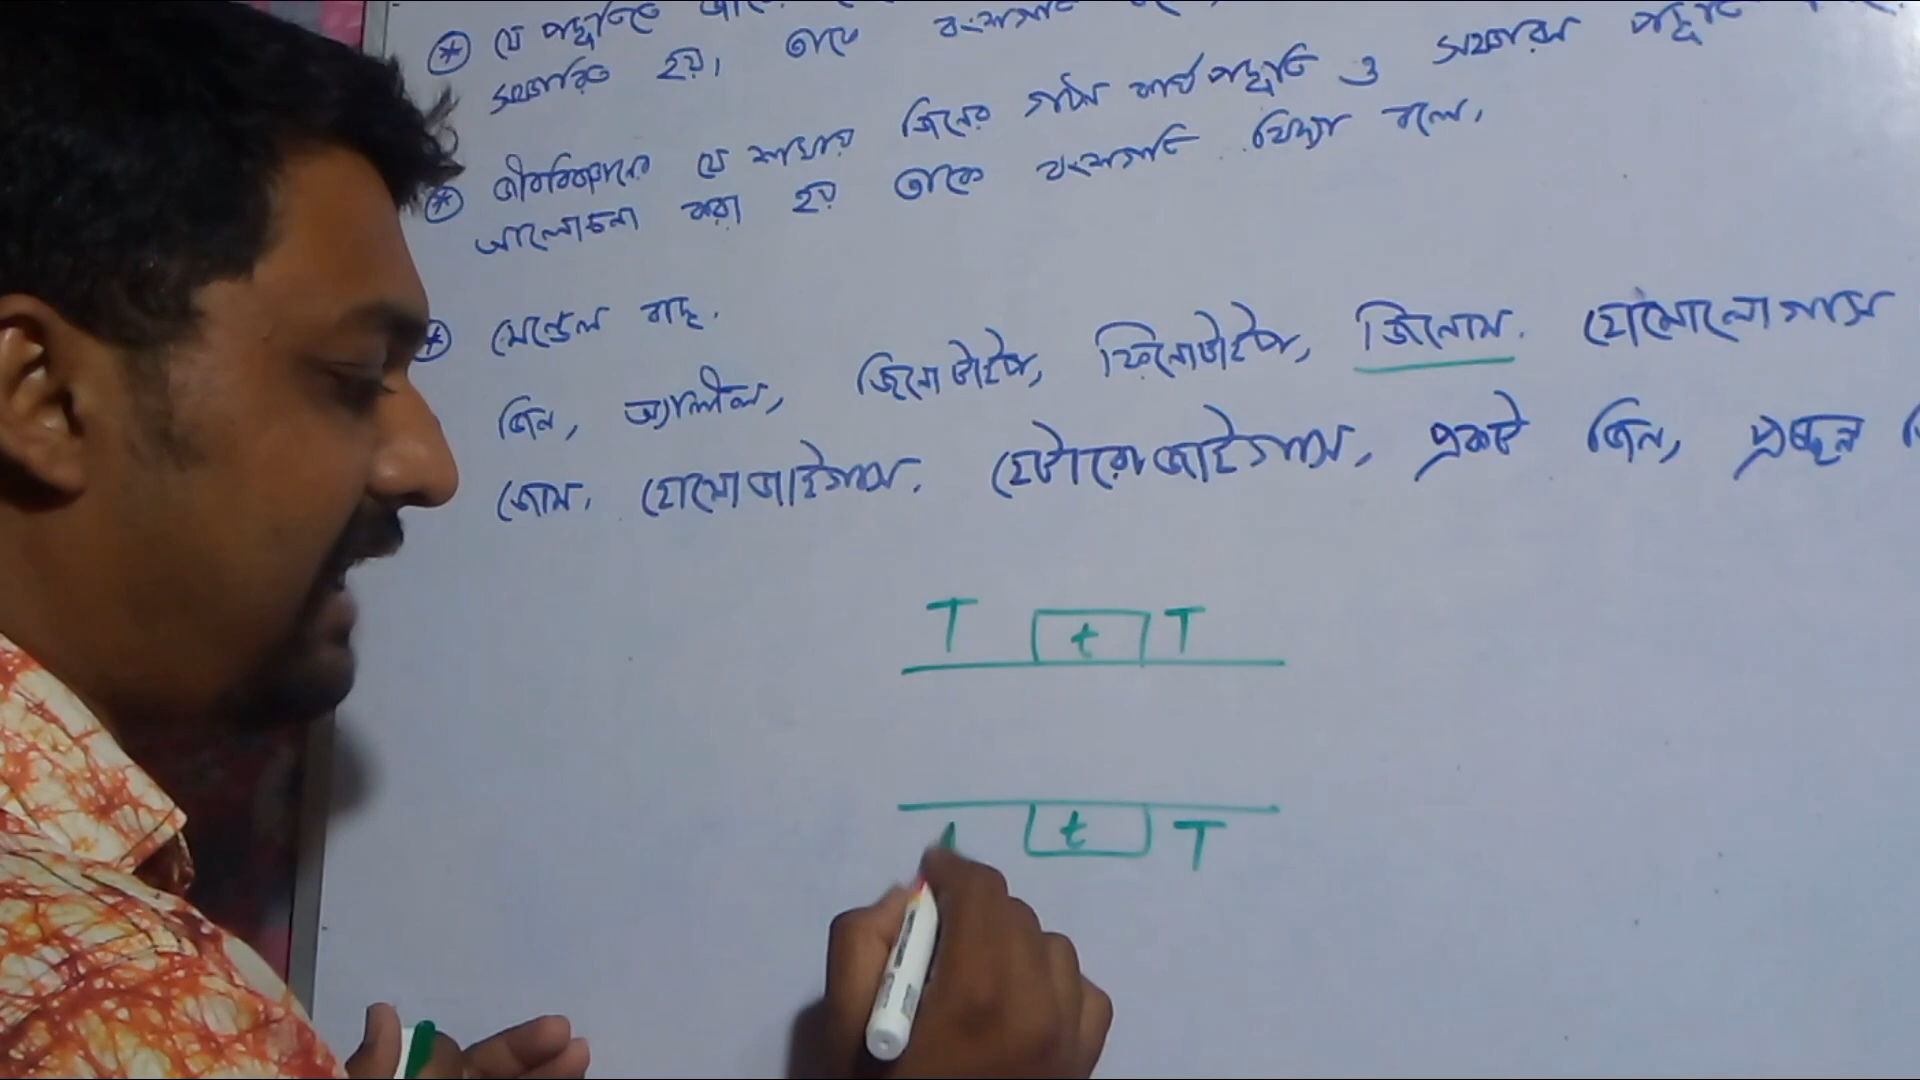 * যে পদ্ধতিতে
সঞ্চারিত হয়, তাকে বংশগতি
* জীববিজ্ঞানের যে শাখায় জিনের গঠন কার্যপদ্ধতি ও সঞ্চারন পদ্ধতি
আলোচনা করা হয় তাকে বংশগতি বিদ্যা বলে।
* মেন্ডেল বাদ.
জিন, অ্যালীল, জিনোটাইপ, ফিনোটাইপ, জিনোম. হোমোলোগাস
জোম. হোমোজাইগাস. হেটারোজাইগাস, প্রকট জিন, প্রচ্ছন্ন
T t T
t T